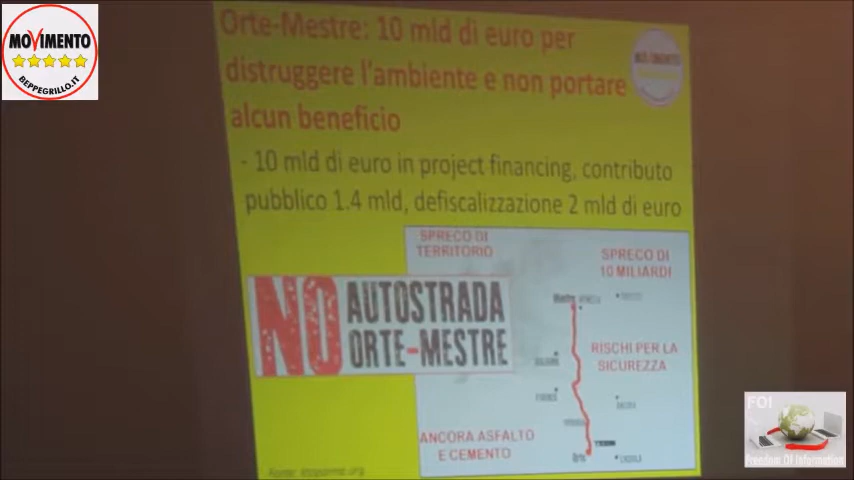 MOVIMENTO
BEPPEGRILLO.IT
Orte-Mestre: 10 mld di euro per
distruggere l'ambiente e non portare
alcun beneficio
MOVIMENTO
- 10 mld di euro in project financing, contributo
pubblico 1.4 mld, defiscalizzazione 2 mld di euro
SPRECO DI
TERRITORIO
SPRECO DI
10 MILIARDI
NO AUTOSTRADA
ORTE-MESTRE
Mestre
RISCHI PER LA
SICUREZZA
ANCORA ASFALTO
E CEMENTO
Orte
FOI
Freedom Of Information